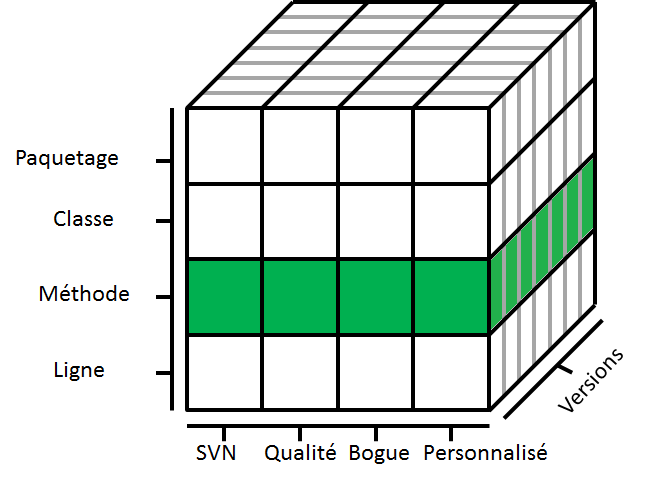 Paquetage
Classe
Méthode
Ligne
SVN Qualité Bogue Personnalisé
Versions